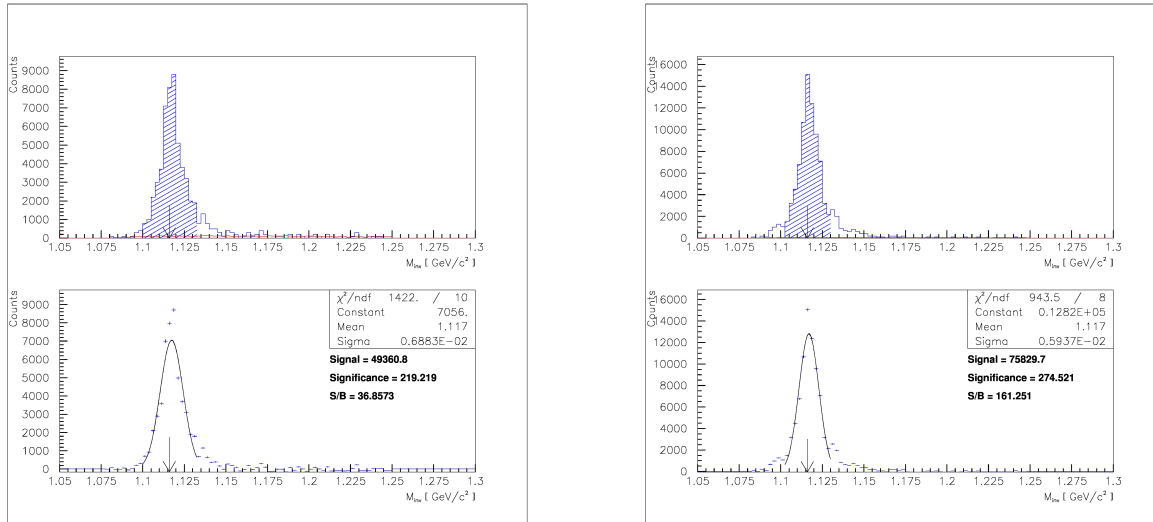 Counts
9000
8000
7000
6000
5000
4000
3000
2000
1000
0
1.05 1.075 1.1 1.125 1.15 1.175 1.2 1.225 1.25 1.275 1.3
M_inv [ GeV/c² ]
Counts
9000
8000
7000
6000
5000
4000
3000
2000
1000
0
χ²/ndf 1422. / 10
Constant 7056.
Mean 1.117
Sigma 0.6883E-02
Signal = 49360.8
Significance = 219.219
S/B = 36.8573
1.05 1.075 1.1 1.125 1.15 1.175 1.2 1.225 1.25 1.275 1.3
M_inv [ GeV/c² ]
Counts
16000
14000
12000
10000
8000
6000
4000
2000
0
1.05 1.075 1.1 1.125 1.15 1.175 1.2 1.225 1.25 1.275 1.3
M_inv [ GeV/c² ]
Counts
16000
14000
12000
10000
8000
6000
4000
2000
0
χ²/ndf 943.5 / 8
Constant 0.1282E+05
Mean 1.117
Sigma 0.5937E-02
Signal = 75829.7
Significance = 274.521
S/B = 161.251
1.05 1.075 1.1 1.125 1.15 1.175 1.2 1.225 1.25 1.275 1.3
M_inv [ GeV/c² ]